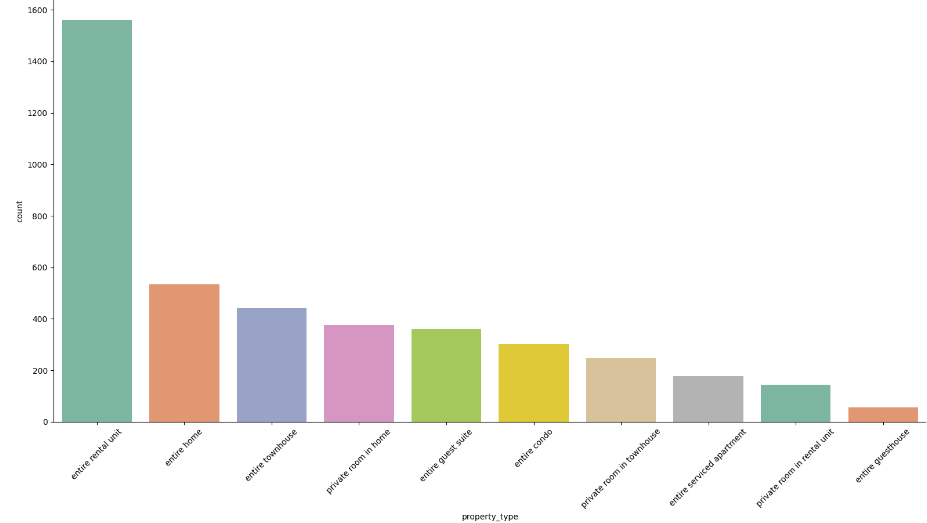 1600
1400
1200
1000
800
600
400
200
0
count
entire rental unit
entire home
entire townhouse
private room in home
entire guest suite
entire condo
private room in townhouse
entire serviced apartment
private room in rental unit
entire guesthouse
property_type